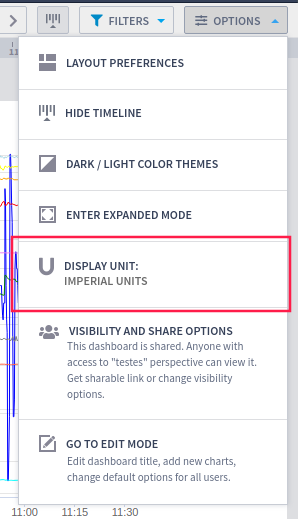 FILTERS OPTIONS
11
LAYOUT PREFERENCES
HIDE TIMELINE
DARK / LIGHT COLOR THEMES
ENTER EXPANDED MODE
DISPLAY UNIT:
IMPERIAL UNITS
VISIBILITY AND SHARE OPTIONS
This dashboard is shared. Anyone with
access to "testes" perspective can view it.
Get sharable link or change visibility
options.
GO TO EDIT MODE
Edit dashboard title, add new charts,
change default options for all users.
11:00 11:15 11:30